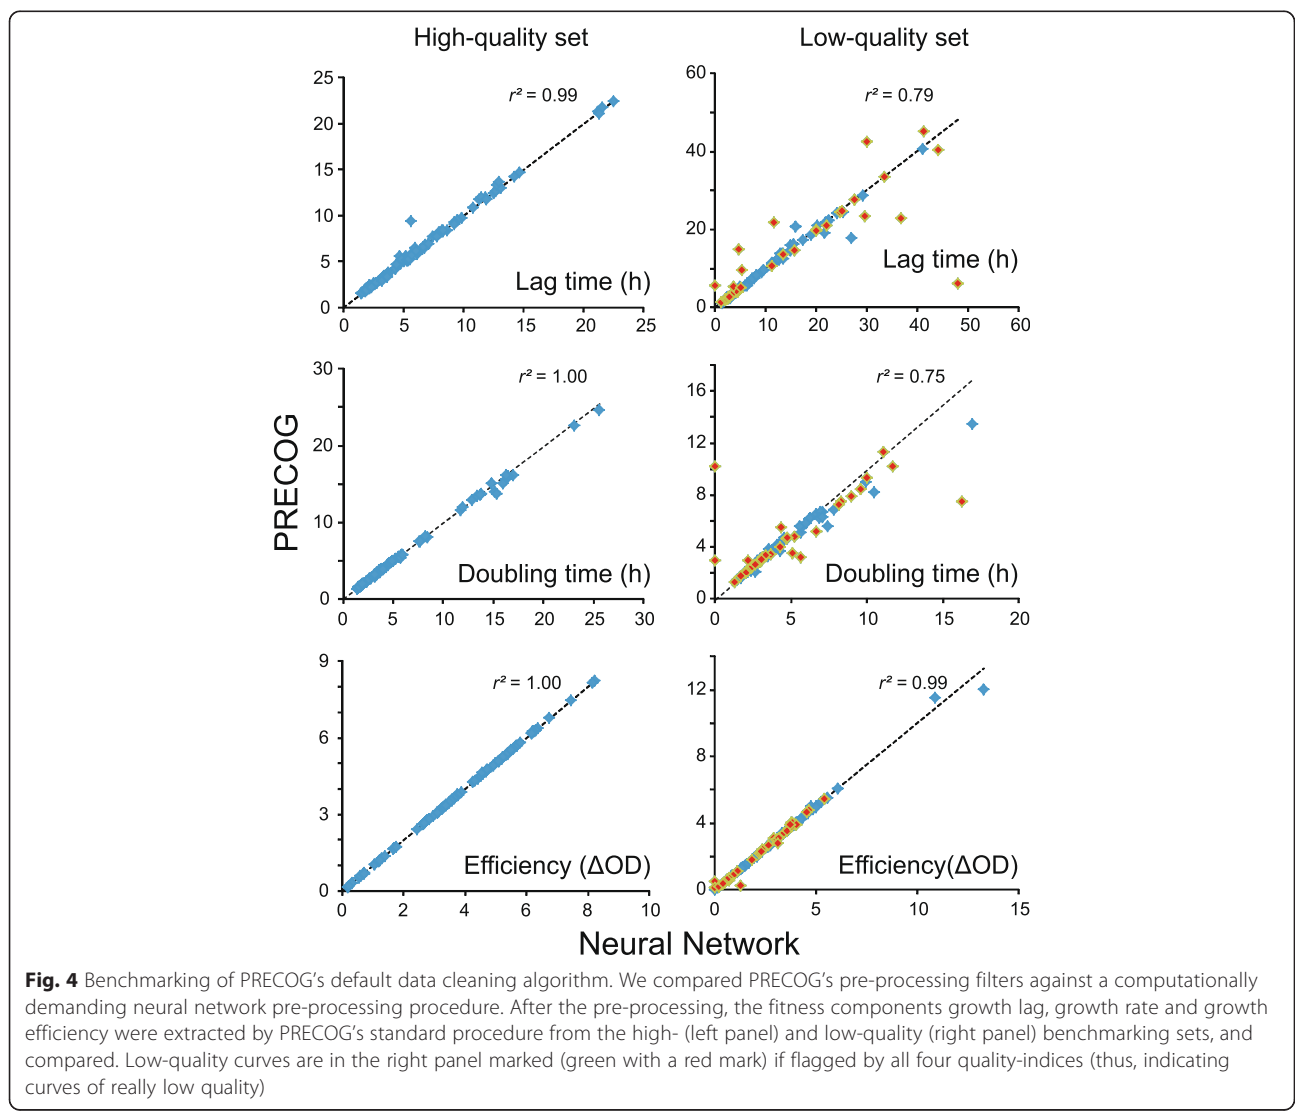 High-quality set
Low-quality set
25
20
15
10
5
0
r² = 0.99
Lag time (h)
0 5 10 15 20 25
60
40
20
0
r² = 0.79
Lag time (h)
0 10 20 30 40 50 60
PRECOG
30
20
10
0
r² = 1.00
Doubling time (h)
0 5 10 15 20 25 30
16
12
8
4
0
r² = 0.75
Doubling time (h)
0 5 10 15 20
9
6
3
0
r² = 1.00
Efficiency (ΔOD)
0 2 4 6 8 10
12
8
4
0
r² = 0.99
Efficiency(ΔOD)
0 5 10 15
Neural Network
Fig. 4 Benchmarking of PRECOG's default data cleaning algorithm. We compared PRECOG's pre-processing filters against a computationally
demanding neural network pre-processing procedure. After the pre-processing, the fitness components growth lag, growth rate and growth
efficiency were extracted by PRECOG's standard procedure from the high- (left panel) and low-quality (right panel) benchmarking sets, and
compared. Low-quality curves are in the right panel marked (green with a red mark) if flagged by all four quality-indices (thus, indicating
curves of really low quality)